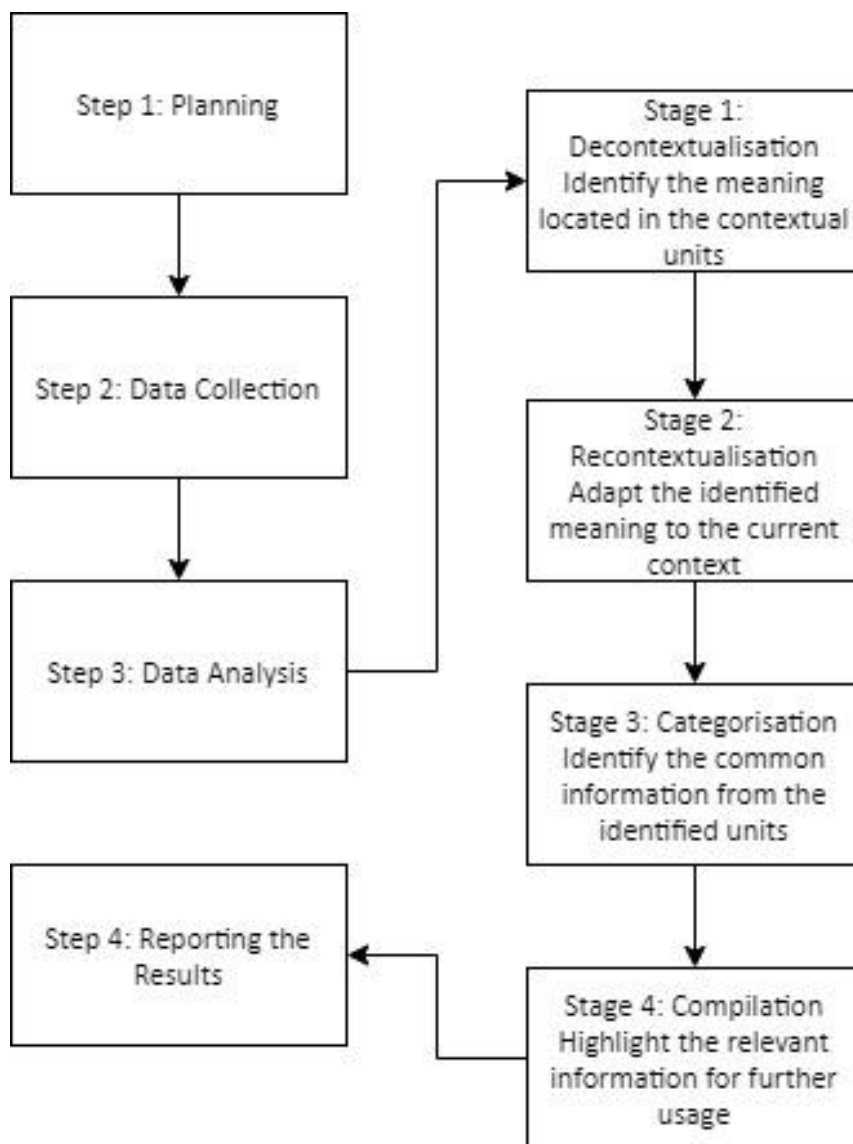 Step 1: Planning
Step 2: Data Collection
Step 3: Data Analysis
Stage 1:
Decontextualisation
Identify the meaning
located in the contextual
units
Stage 2:
Recontextualisation
Adapt the identified
meaning to the current
context
Stage 3: Categorisation
Identify the common
information from the
identified units
Stage 4: Compilation
Highlight the relevant
information for further
usage
Step 4: Reporting the
Results